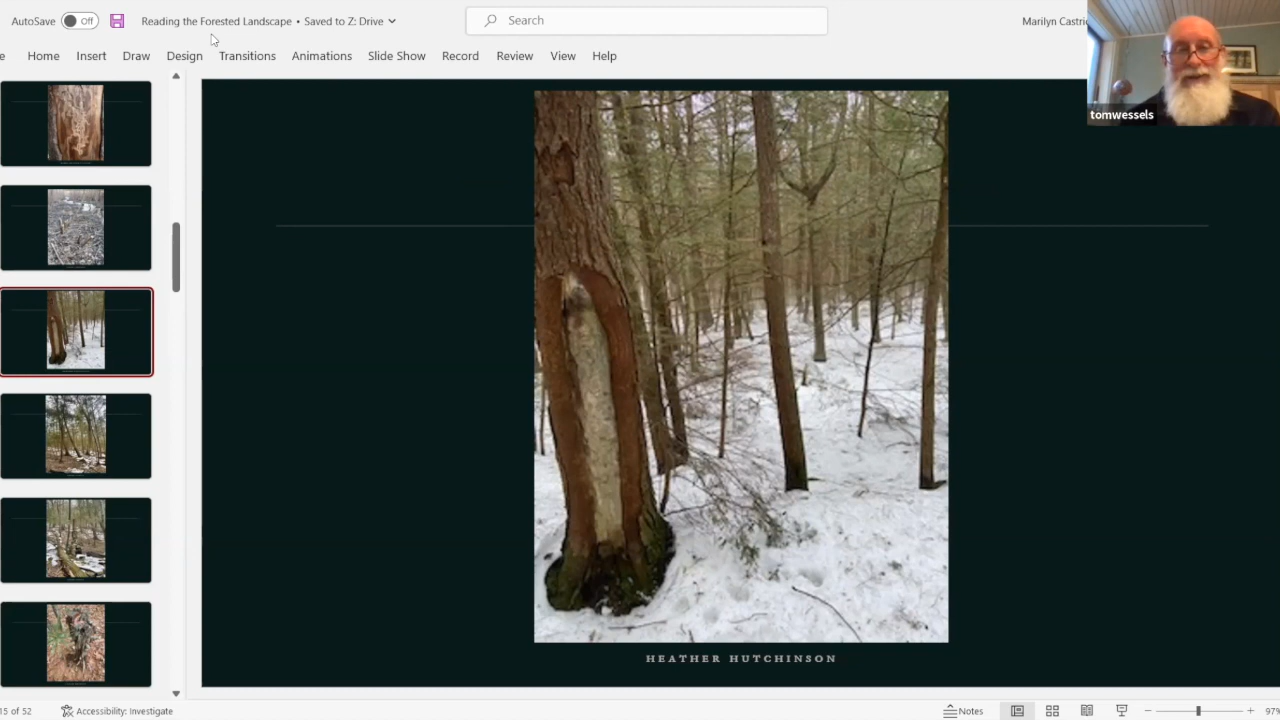 AutoSave Off Reading the Forested Landscape • Saved to Z: Drive Search Marilyn
Home Insert Draw Design Transitions Animations Slide Show Record Review View Help
tomwessels
HEATHER HUTCHINSON
15 of 52 Accessibility: Investigate Notes 97%